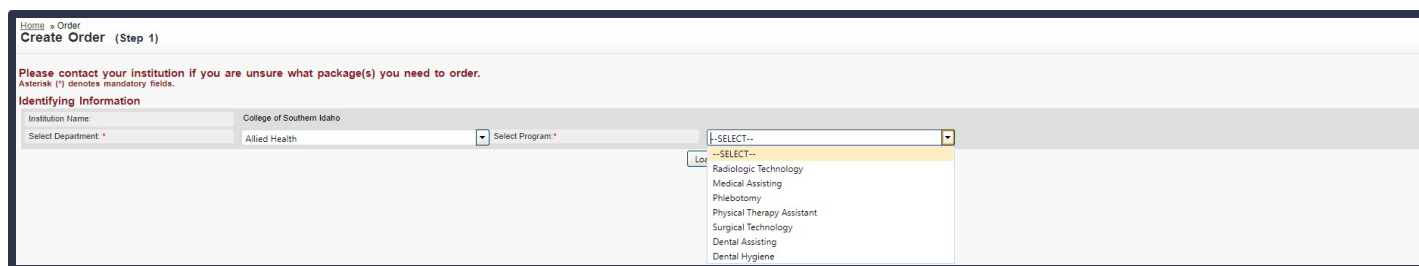 Home » Order
Create Order (Step 1)
Please contact your institution if you are unsure what package(s) you need to order.
Asterisk (*) denotes mandatory fields.
Identifying Information
Institution Name: College of Southern Idaho
Select Department: * Allied Health Select Program:* --SELECT--
--SELECT--
Radiologic Technology
Medical Assisting
Phlebotomy
Physical Therapy Assistant
Surgical Technology
Dental Assisting
Dental Hygiene